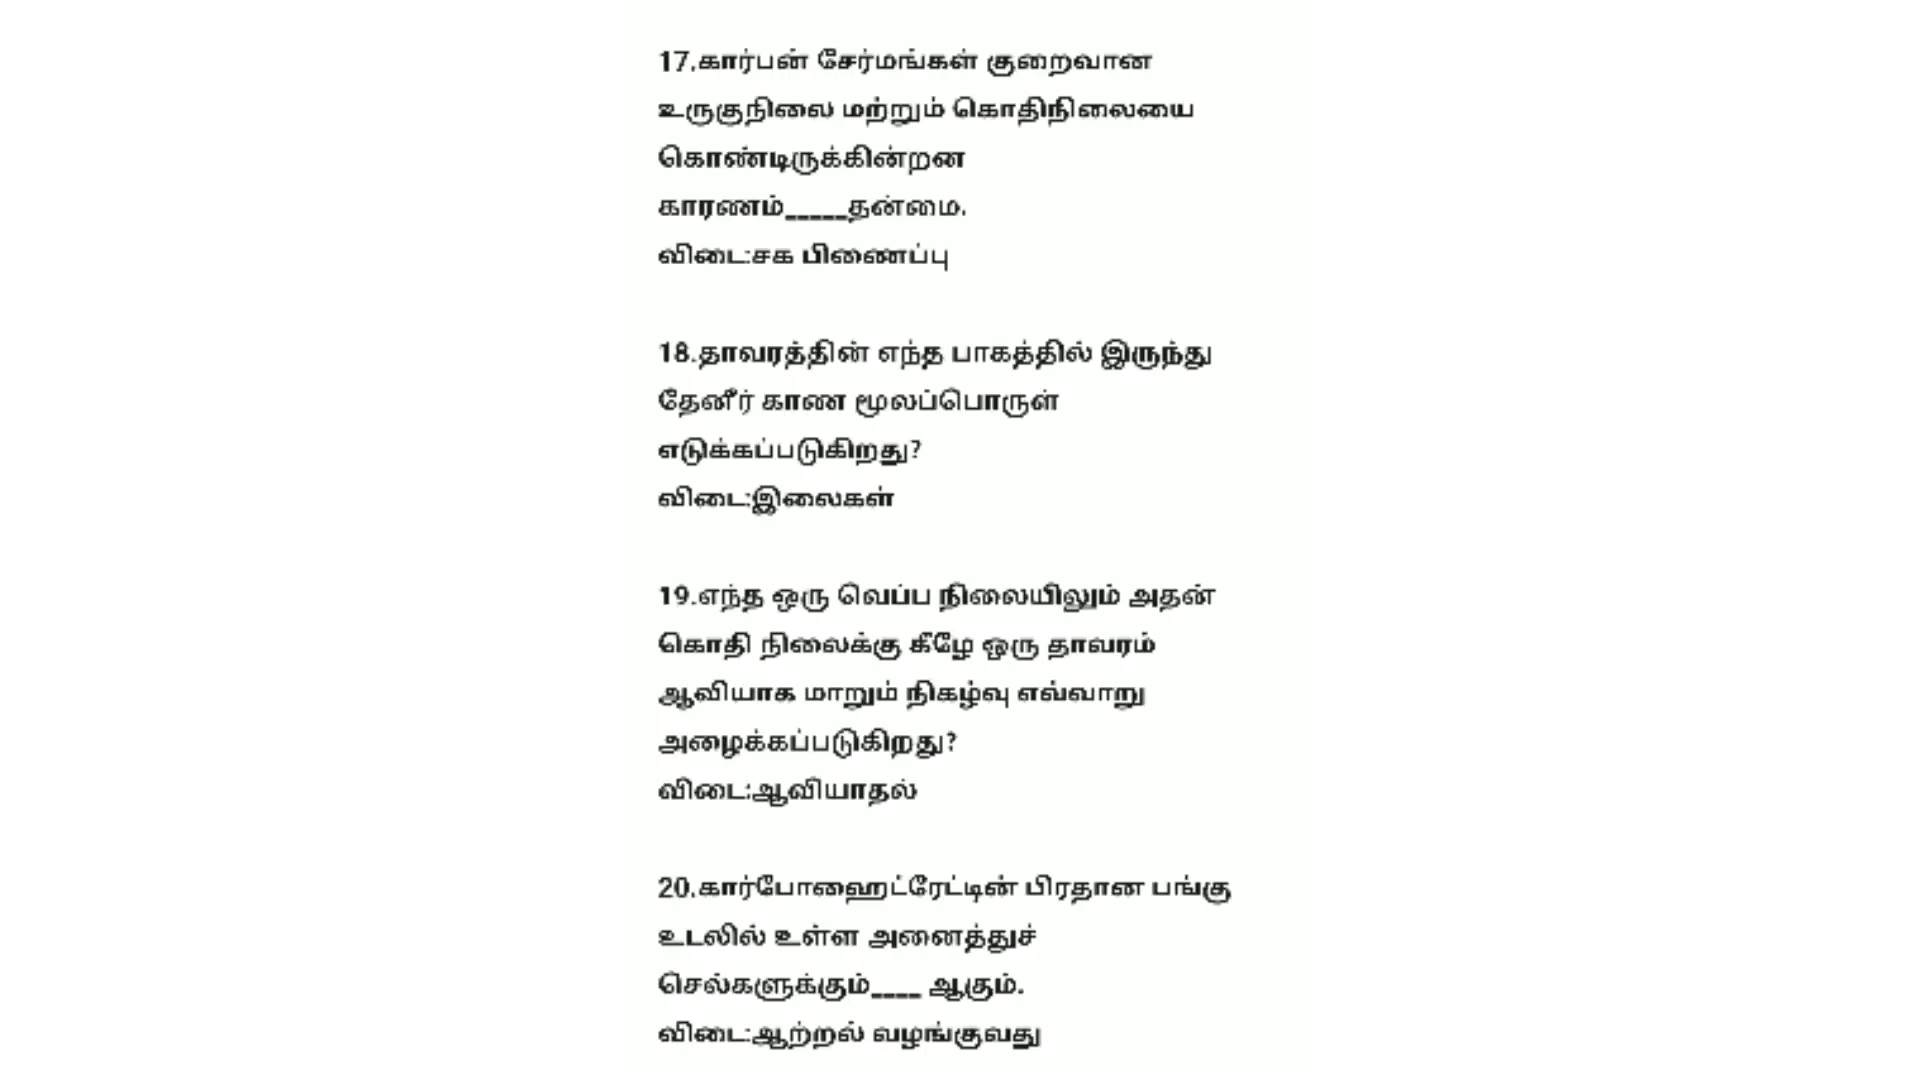 17.கார்பன் சேர்மங்கள் குறைவான
உருகுநிலை மற்றும் கொதிநிலையை
கொண்டிருக்கின்றன
காரணம்_____தன்மை.
விடை:சக பிணைப்பு
18.தாவரத்தின் எந்த பாகத்தில் இருந்து
தேனீர் காண மூலப்பொருள்
எடுக்கப்படுகிறது?
விடை:இலைகள்
19.எந்த ஒரு வெப்ப நிலையிலும் அதன்
கொதி நிலைக்கு கீழே ஒரு தாவரம்
ஆவியாக மாறும் நிகழ்வு எவ்வாறு
அழைக்கப்படுகிறது?
விடை:ஆவியாதல்
20.கார்போஹைட்ரேட்டின் பிரதான பங்கு
உடலில் உள்ள அனைத்துச்
செல்களுக்கும்____ ஆகும்.
விடை:ஆற்றல் வழங்குவது